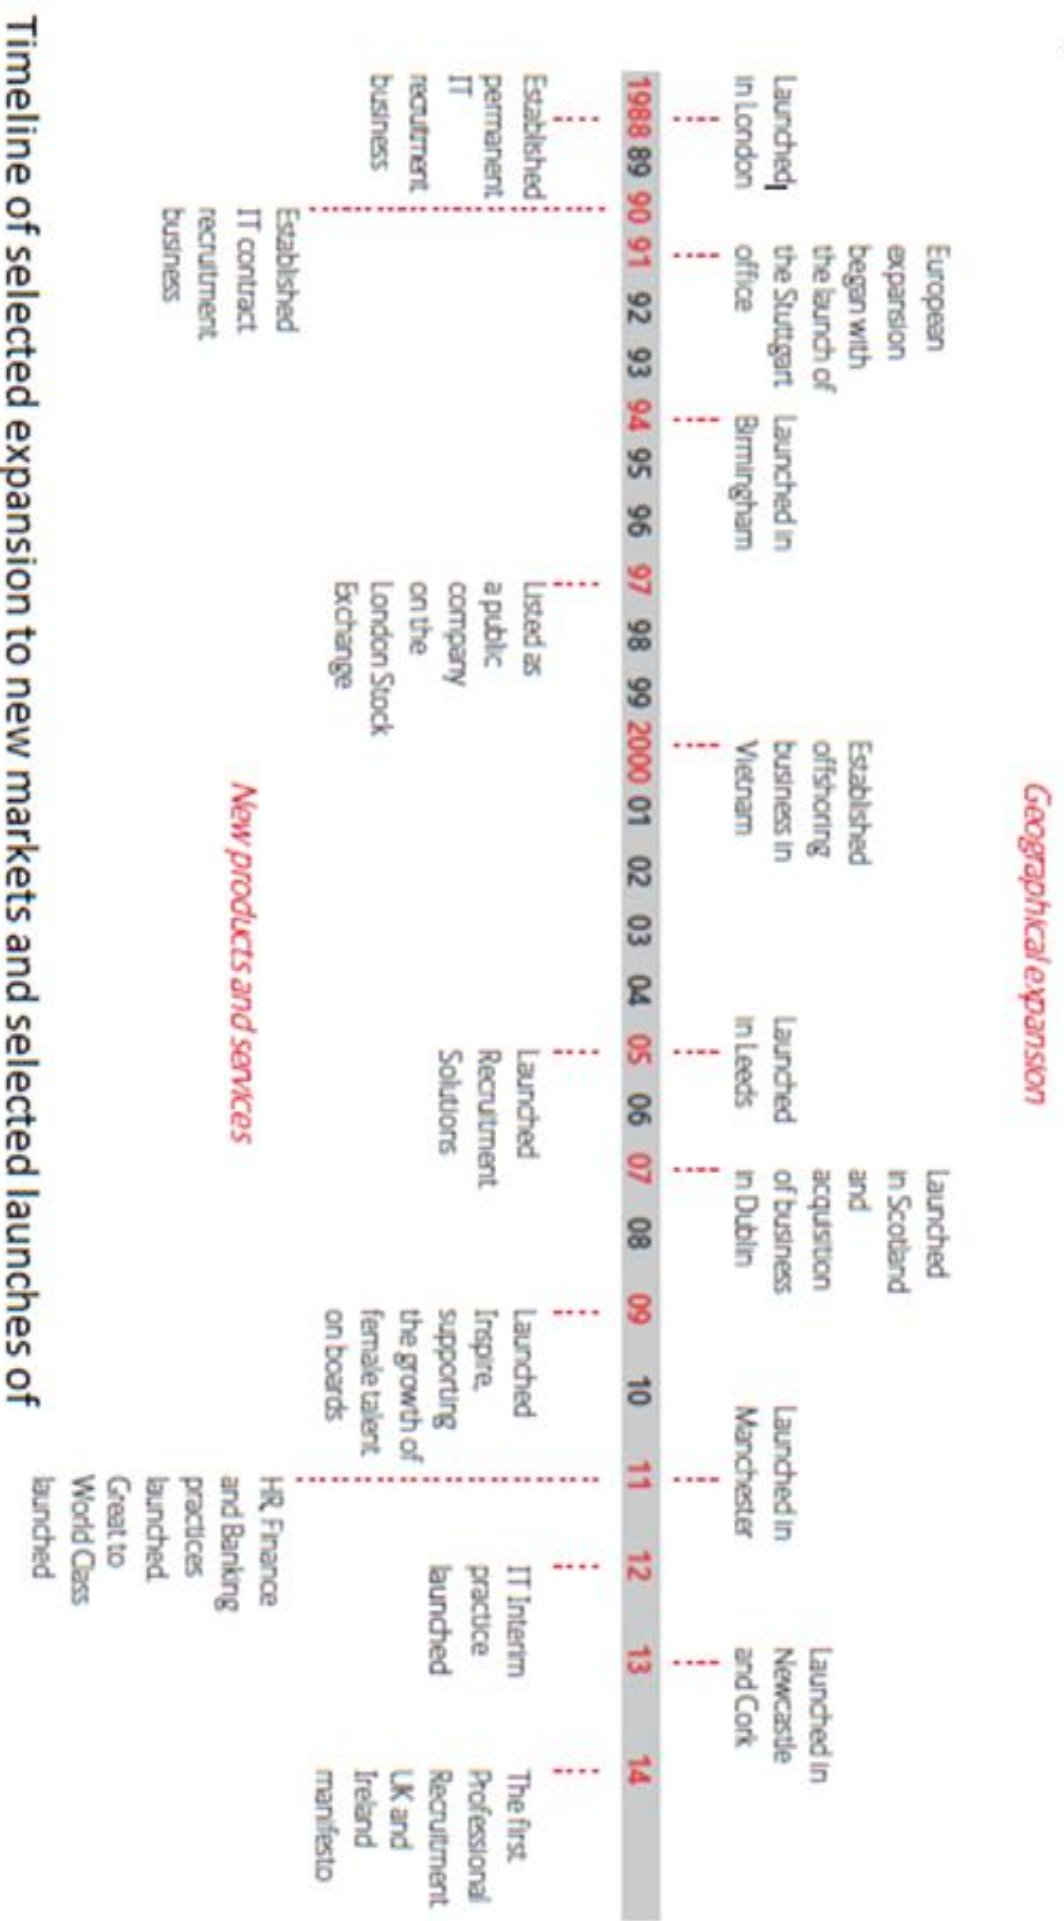 Geographical expansion
Launched
in London
European
expansion
began with
the launch of
the Stuttgart
office
Launched in
Birmingham
Established
offshoring
business in
Vietnam
Launched
in Leeds
Launched
in Scotland
and
acquisition
of business
in Dublin
Launched in
Manchester
Launched in
Newcastle
and Cork
1988 89 90 91 92 93 94 95 96 97 98 99 2000 01 02 03 04 05 06 07 08 09 10 11 12 13 14
Established
permanent
IT
recruitment
business
Established
IT contract
recruitment
business
Listed as
a public
company
on the
London Stock
Exchange
Launched
Recruitment
Solutions
Launched
Inspire,
supporting
the growth of
female talent
on boards
HR, Finance
and Banking
practices
launched.
Great to
World Class
launched
IT Interim
practice
launched
The first
Professional
Recruitment
UK and
Ireland
manifesto
New products and services
Timeline of selected expansion to new markets and selected launches of